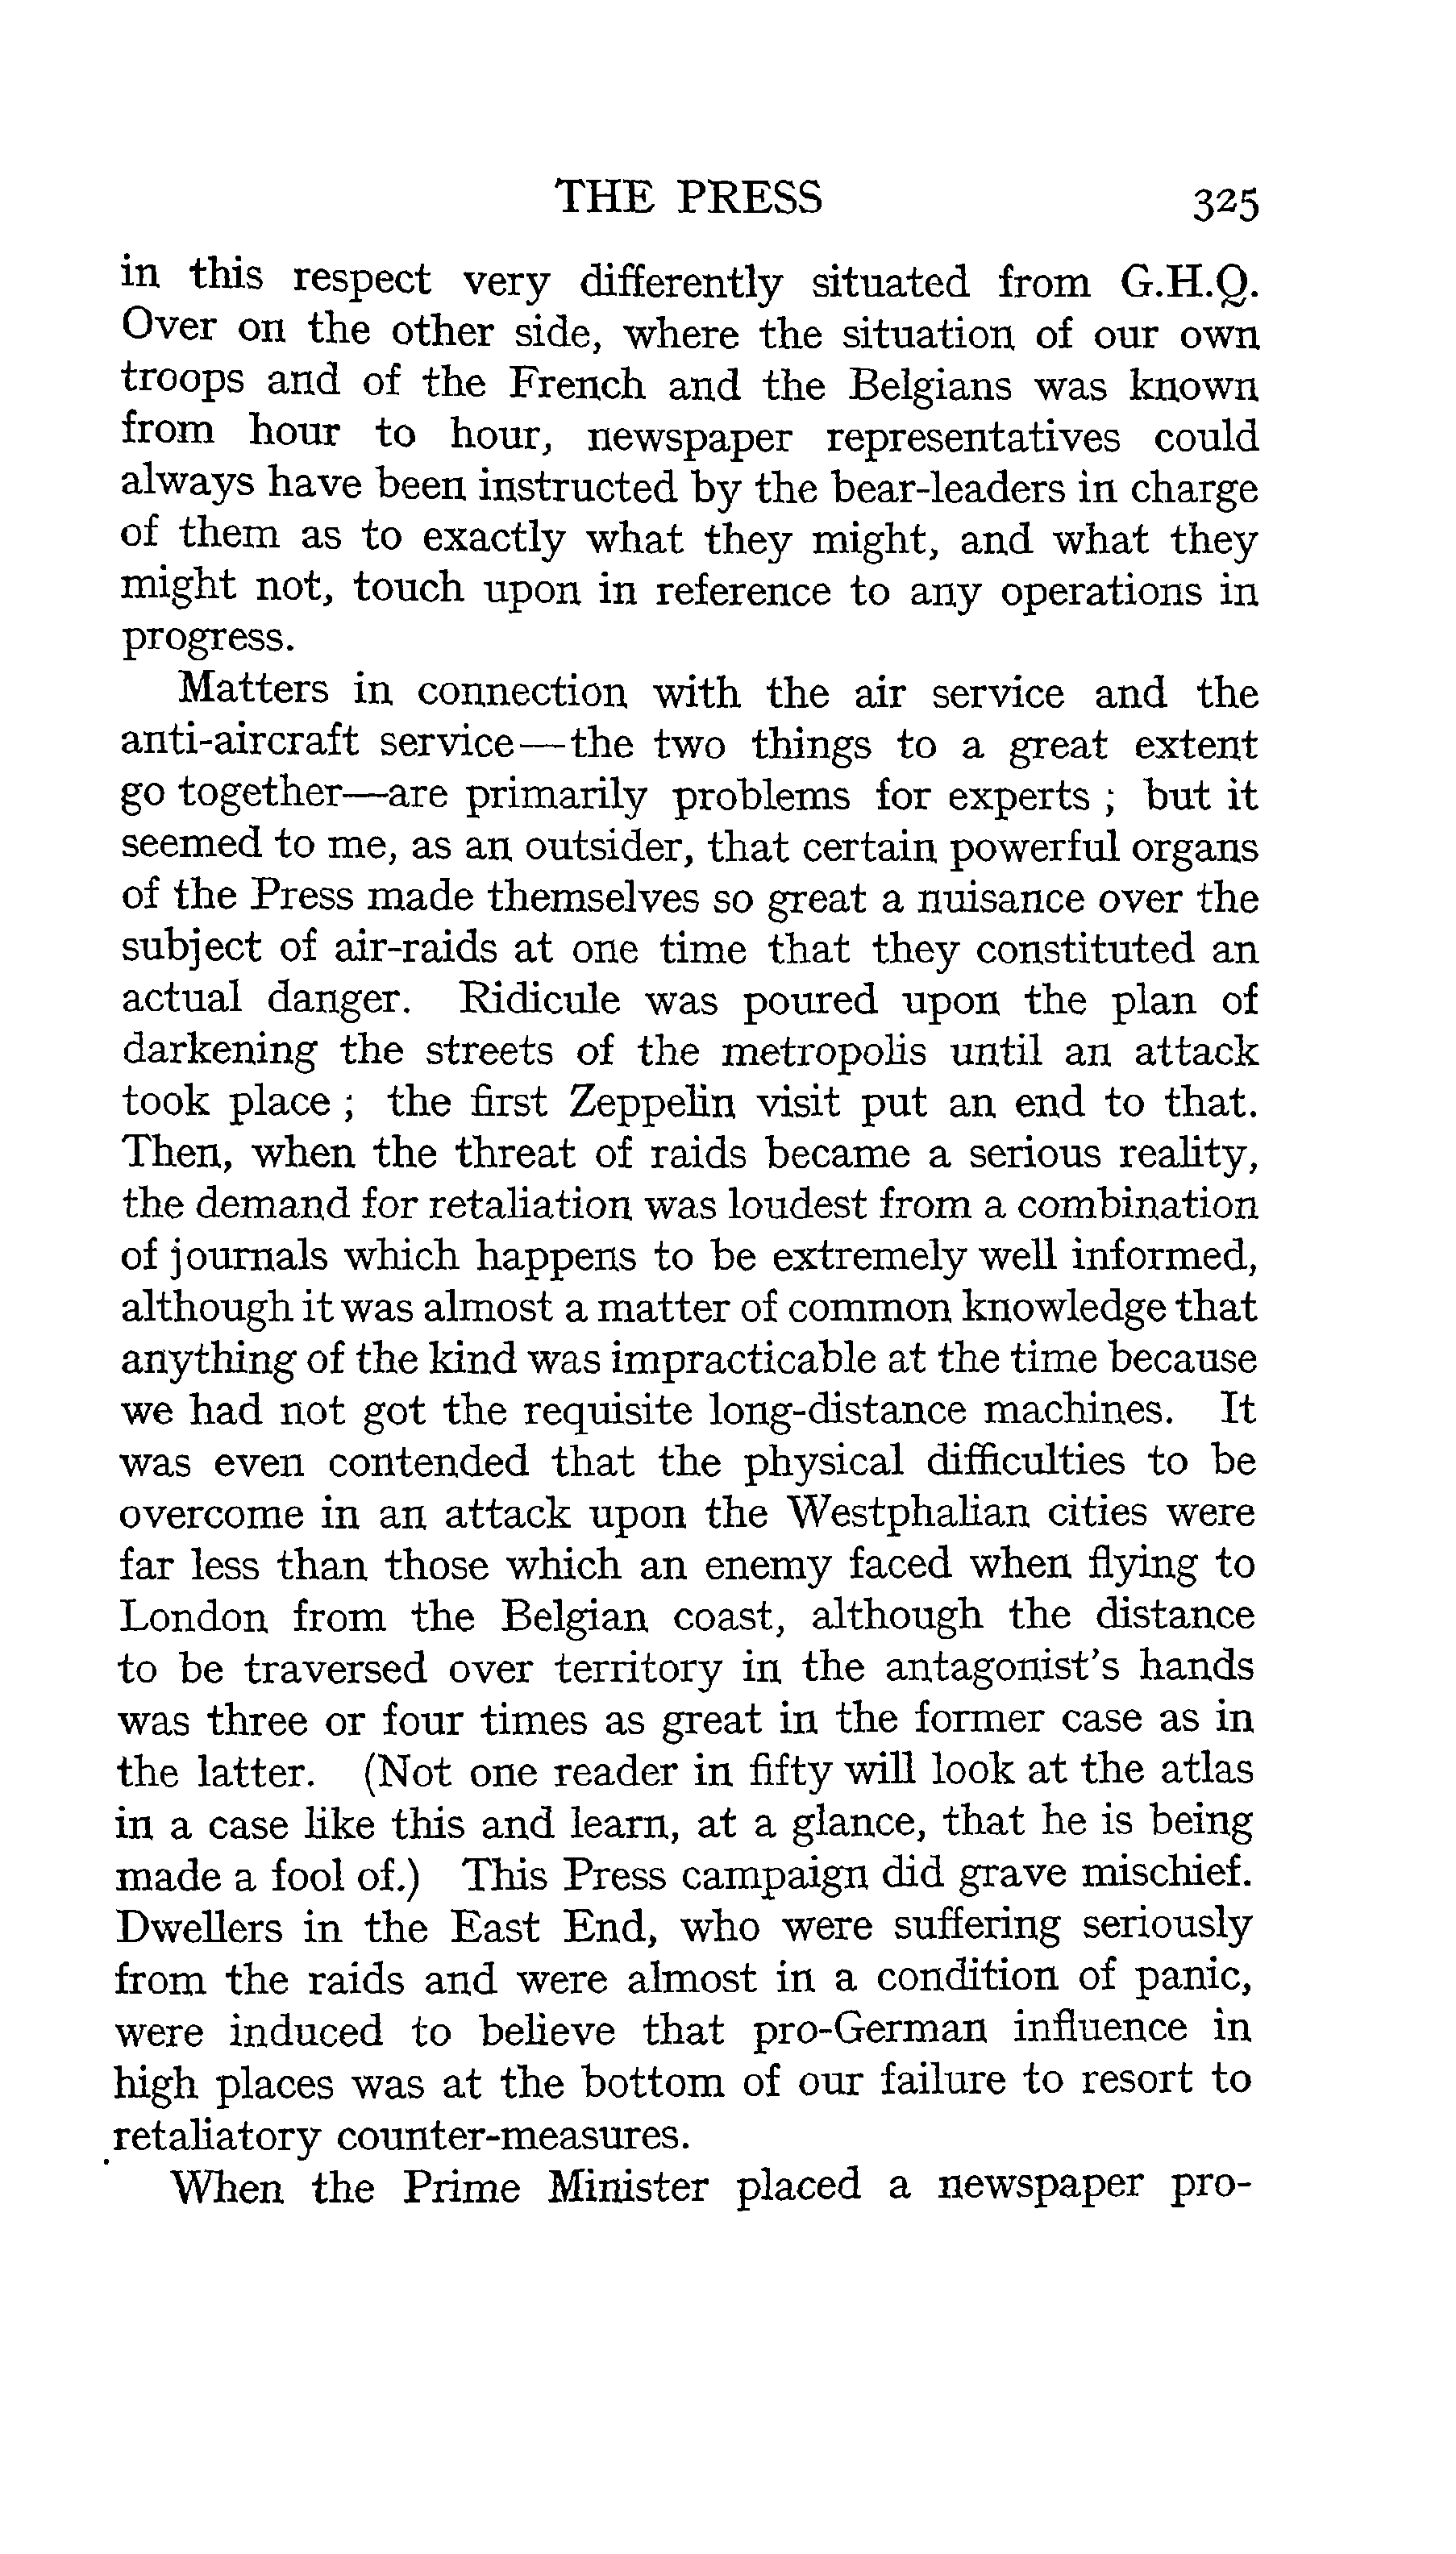 THE PRESS 325
in this respect very differently situated from G.H.Q.
Over on the other side, where the situation of our own
troops and of the French and the Belgians was known
from hour to hour, newspaper representatives could
always have been instructed by the bear-leaders in charge
of them as to exactly what they might, and what they
might not, touch upon in reference to any operations in
progress.
Matters in connection with the air service and the
anti-aircraft service—the two things to a great extent
go together—are primarily problems for experts ; but it
seemed to me, as an outsider, that certain powerful organs
of the Press made themselves so great a nuisance over the
subject of air-raids at one time that they constituted an
actual danger. Ridicule was poured upon the plan of
darkening the streets of the metropolis until an attack
took place ; the first Zeppelin visit put an end to that.
Then, when the threat of raids became a serious reality,
the demand for retaliation was loudest from a combination
of journals which happens to be extremely well informed,
although it was almost a matter of common knowledge that
anything of the kind was impracticable at the time because
we had not got the requisite long-distance machines. It
was even contended that the physical difficulties to be
overcome in an attack upon the Westphalian cities were
far less than those which an enemy faced when flying to
London from the Belgian coast, although the distance
to be traversed over territory in the antagonist's hands
was three or four times as great in the former case as in
the latter. (Not one reader in fifty will look at the atlas
in a case like this and learn, at a glance, that he is being
made a fool of.) This Press campaign did grave mischief.
Dwellers in the East End, who were suffering seriously
from the raids and were almost in a condition of panic,
were induced to believe that pro-German influence in
high places was at the bottom of our failure to resort to
retaliatory counter-measures.
When the Prime Minister placed a newspaper pro-